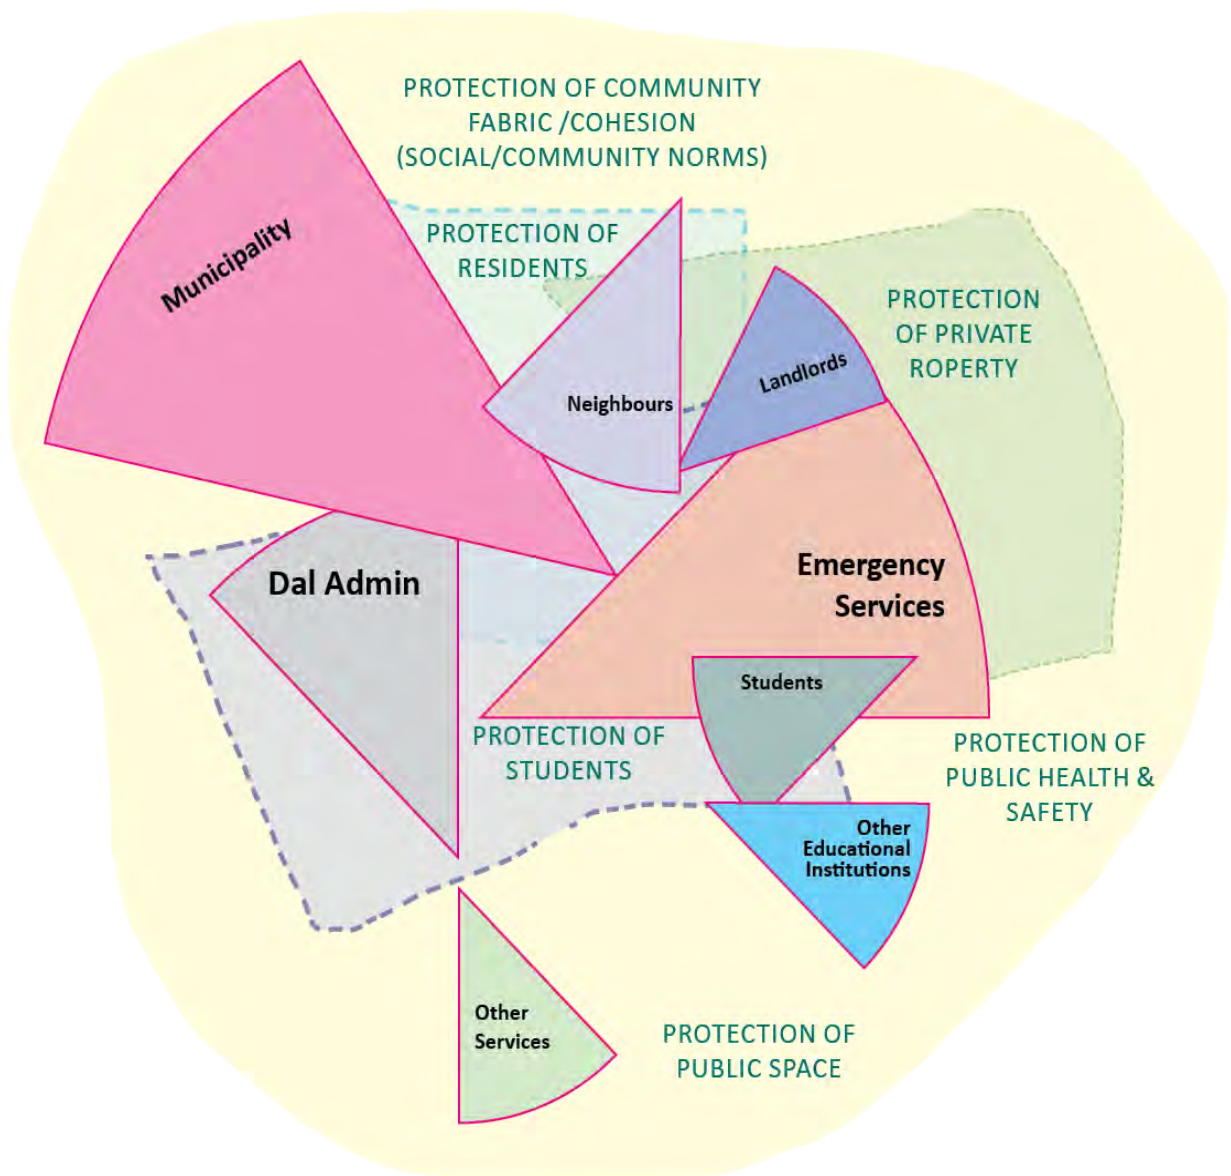 PROTECTION OF COMMUNITY
FABRIC /COHESION
(SOCIAL/COMMUNITY NORMS)
Municipality
PROTECTION OF
RESIDENTS
PROTECTION
OF PRIVATE
ROPERTY
Landlords
Neighbours
Emergency
Services
Dal Admin
Students
PROTECTION OF
STUDENTS
PROTECTION OF
PUBLIC HEALTH &
SAFETY
Other
Educational
Institutions
Other
Services
PROTECTION OF
PUBLIC SPACE